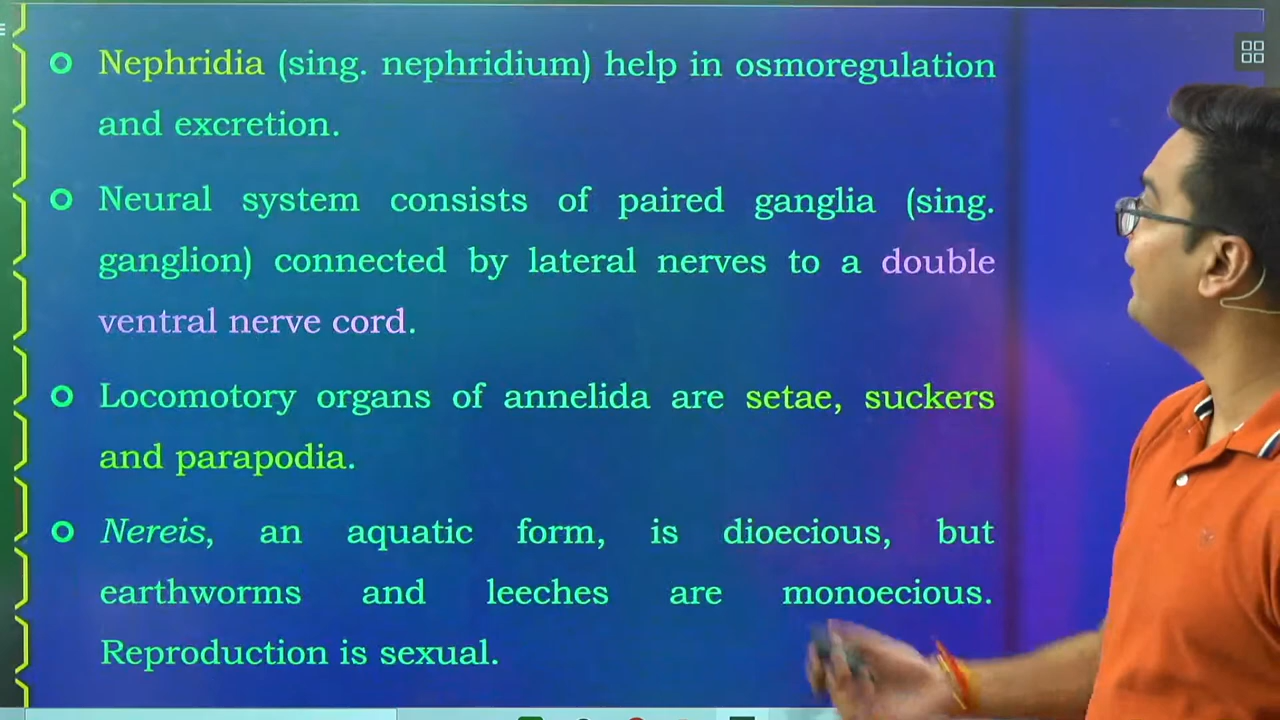 Nephridia (sing. nephridium) help in osmoregulation
and excretion.
Neural system consists of paired ganglia (sing.
ganglion) connected by lateral nerves to a double
ventral nerve cord.
Locomotory organs of annelida are setae, suckers
and parapodia.
Nereis, an aquatic form, is dioecious, but
earthworms and leeches are monoecious.
Reproduction is sexual.